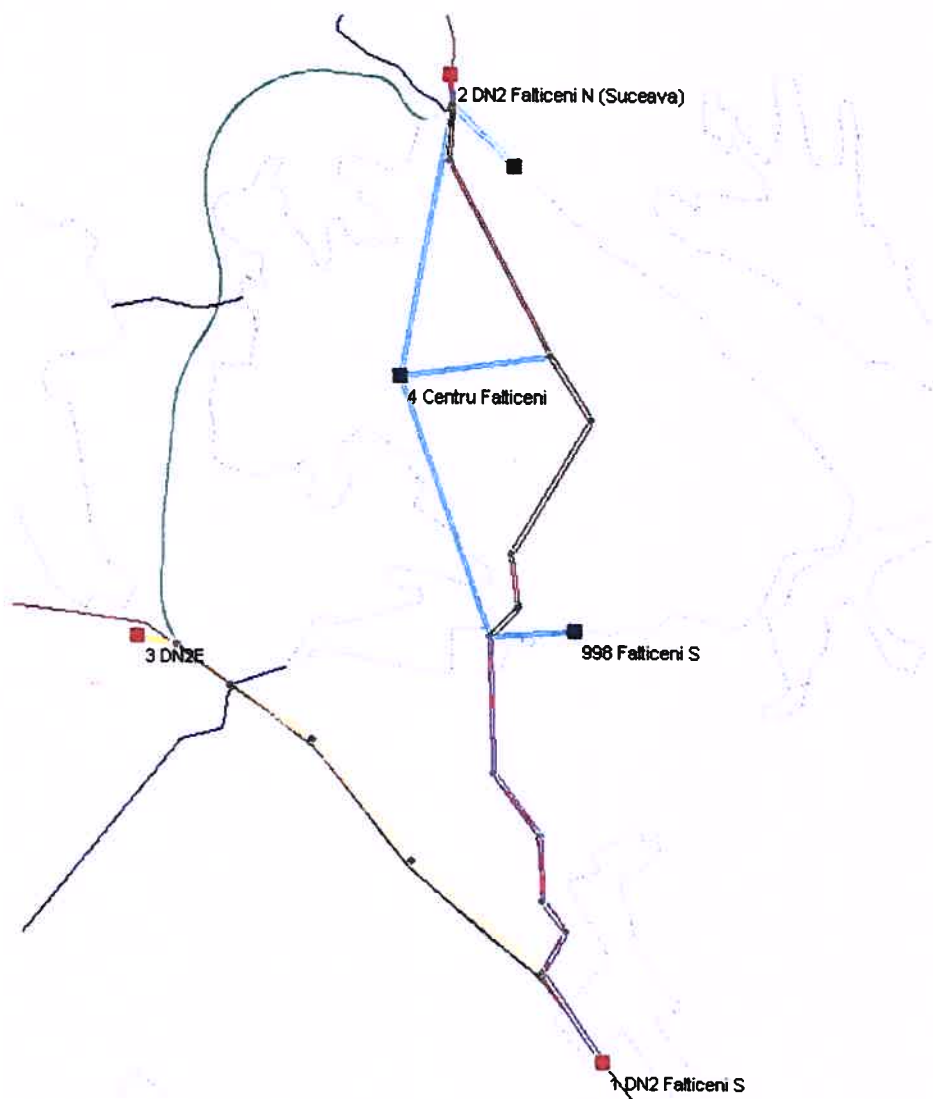 2 DN2 Falticeni N (Suceava)
4 Centru Falticeni
3 DN2E
998 Falticeni S
1 DN2 Falticeni S